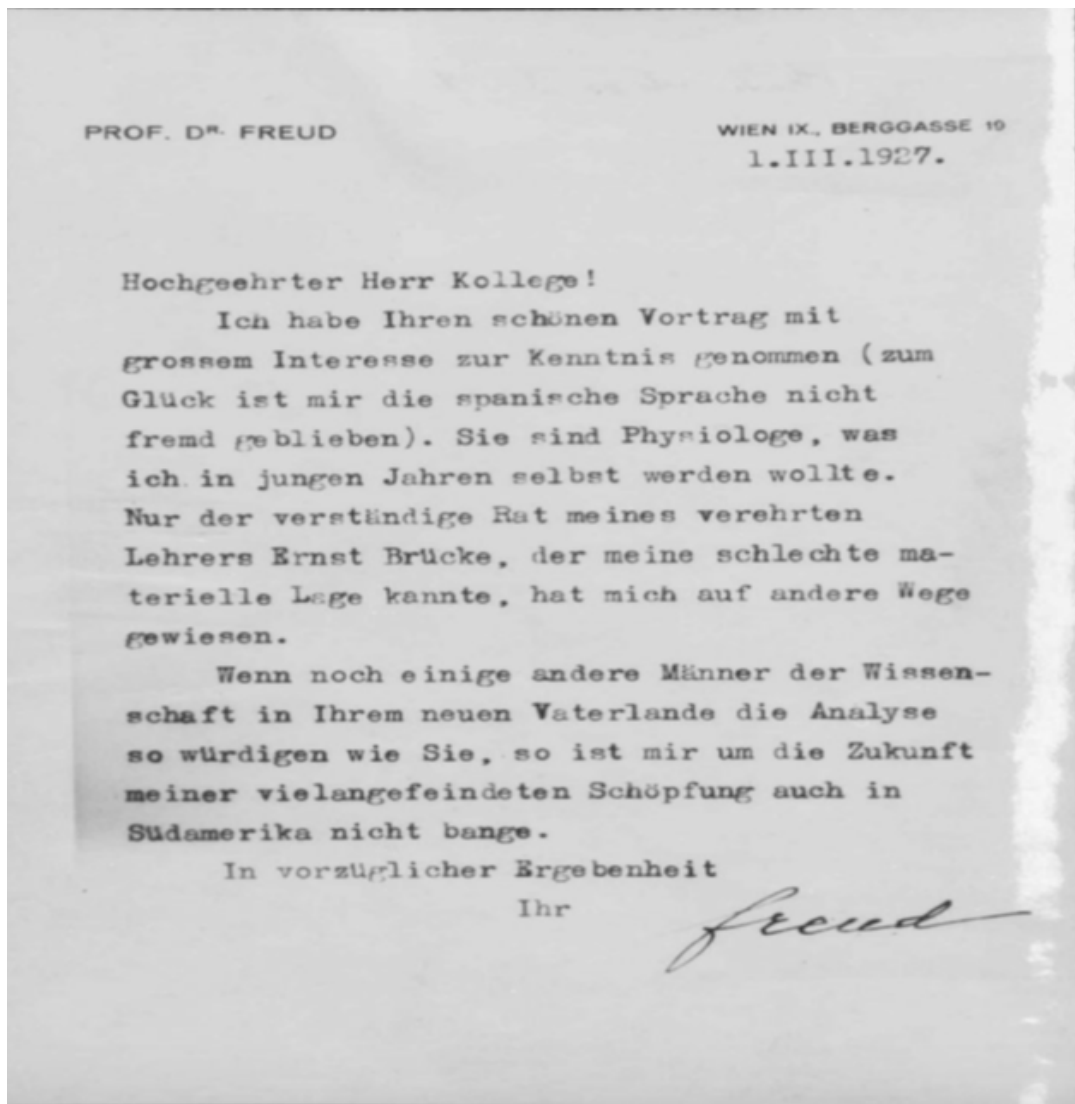 PROF. DR. FREUD
WIEN IX., BERGGASSE 19
1.III.1927.
Hochgeehrter Herr Kollege!
Ich habe Ihren schönen Vortrag mit
grossem Interesse zur Kenntnis genommen (zum
Glück ist mir die spanische Sprache nicht
fremd geblieben). Sie sind Physiologe, was
ich in jungen Jahren selbst werden wollte.
Nur der verständige Rat meines verehrten
Lehrers Ernst Brücke, der meine schlechte ma-
terielle Lage kannte, hat mich auf andere Wege
gewiesen.
Wenn noch einige andere Männer der Wissen-
schaft in Ihrem neuen Vaterlande die Analyse
so würdigen wie Sie, so ist mir um die Zukunft
meiner vielangefeindeten Schöpfung auch in
Südamerika nicht bange.
In vorzüglicher Ergebenheit
Ihr
freud